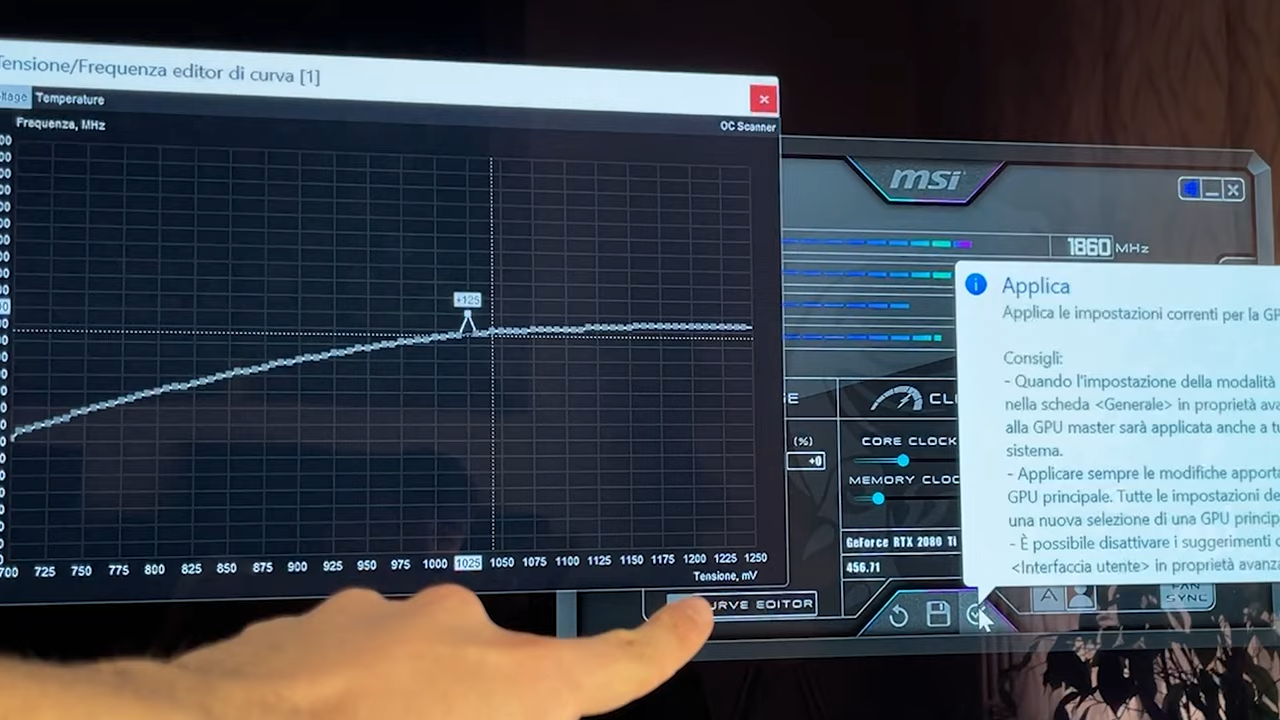 Tensione/Frequenza editor di curva [1]
Temperature
Frequenza, MHz
OC Scanner
+125
700 725 750 775 800 825 850 875 900 925 950 975 1000 1025 1050 1075 1100 1125 1150 1175 1200 1225 1250
Tensione, mV
msi
1860 MHz
(%)
+0
CORE CLOCK
MEMORY CLOC
GeForce RTX 2080 Ti
456.71
CURVE EDITOR
A
FAN
SYNC
Applica
Applica le impostazioni correnti per la GP
Consigli:
- Quando l'impostazione della modalità
nella scheda <Generale> in proprietà ava
alla GPU master sarà applicata anche a tu
sistema.
- Applicare sempre le modifiche apporta
GPU principale. Tutte le impostazioni de
una nuova selezione di una GPU princip
- È possibile disattivare i suggerimenti
<Interfaccia utente> in proprietà avanza